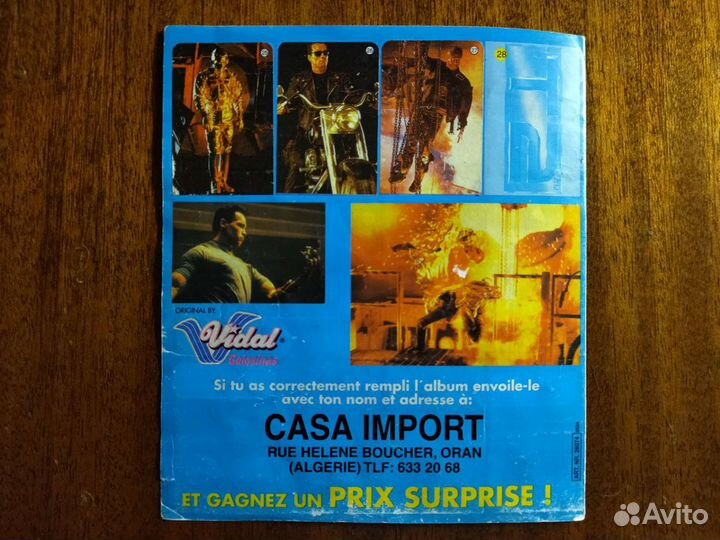 28
ORIGINAL BY
Vidal
Golosinas
Si tu as correctement rempli l'album envoile-le
avec ton nom et adresse à:
CASA IMPORT
RUE HELENE BOUCHER, ORAN
(ALGERIE) TLF: 633 20 68
ET GAGNEZ UN PRIX SURPRISE !
Avito